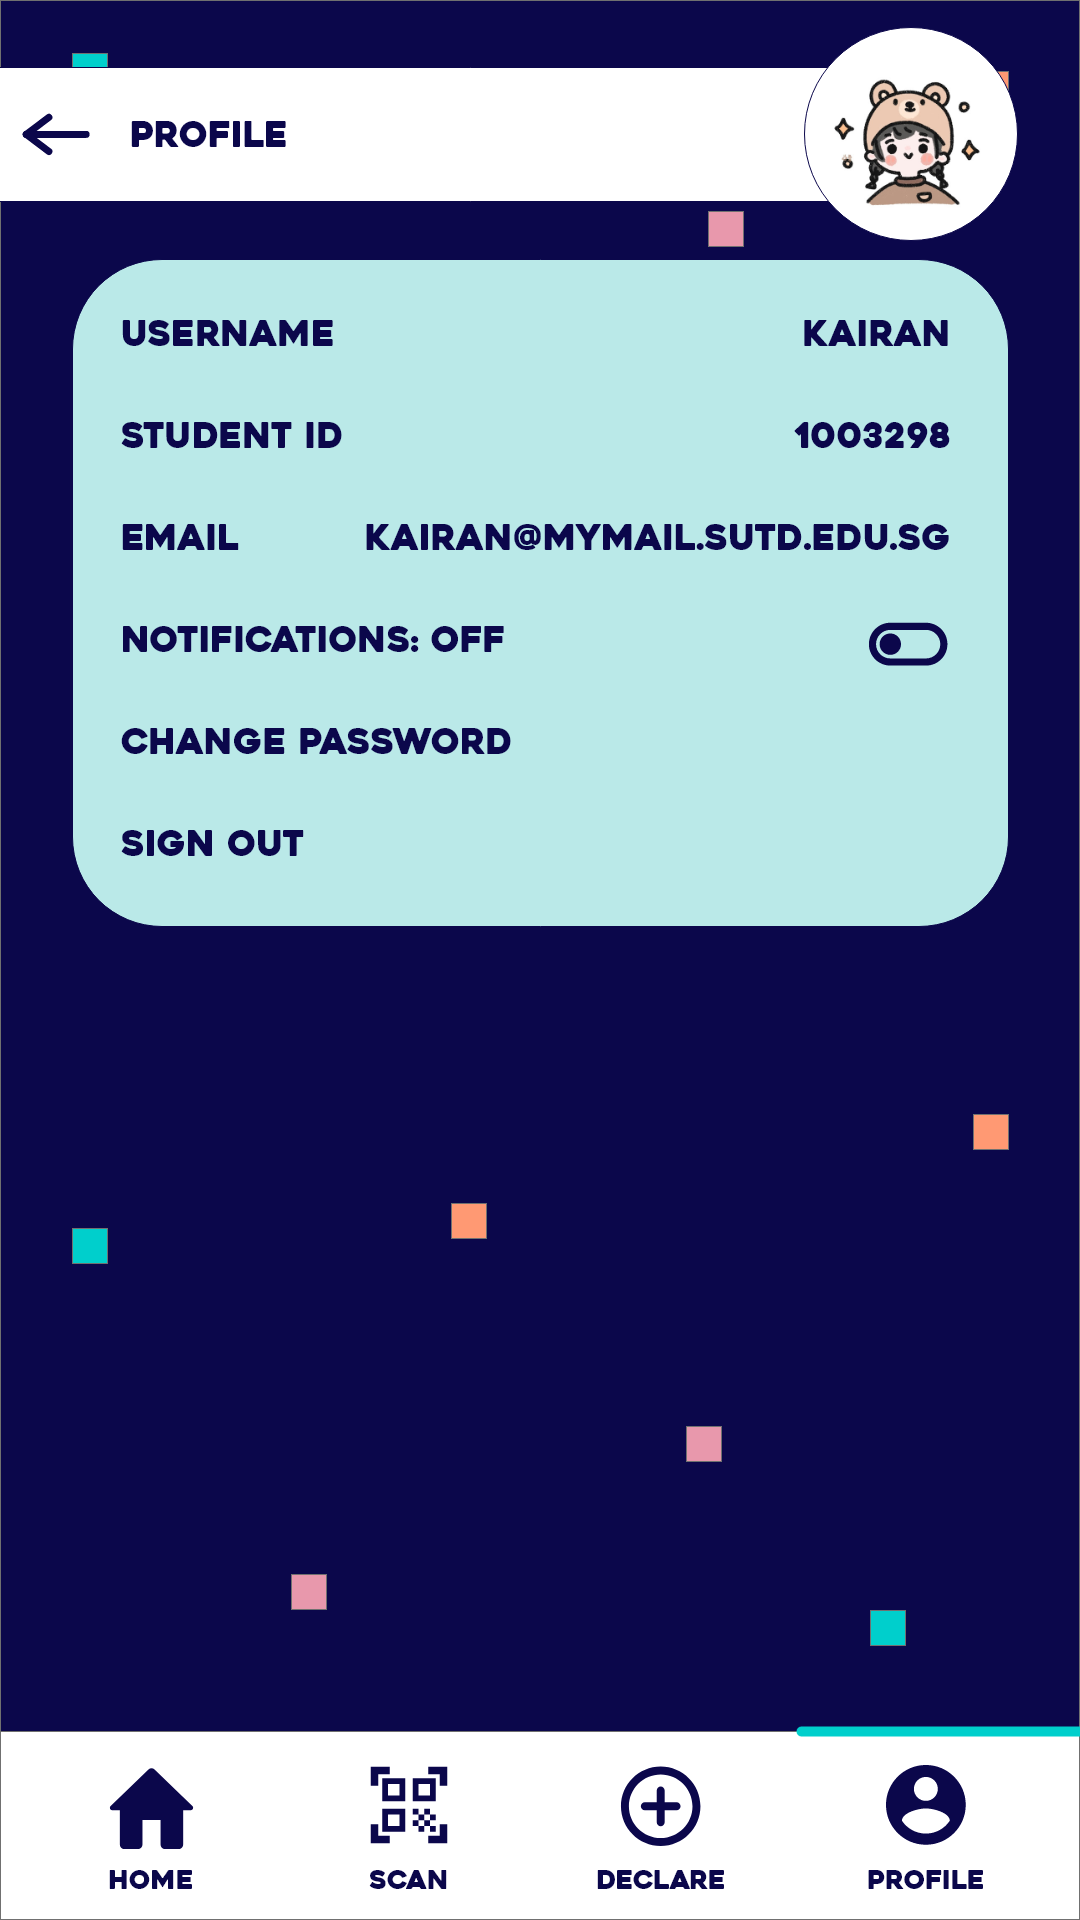 PROFILE
USERNAME KAIRAN
STUDENT ID 1003298
EMAIL KAIRAN@MYMAIL.SUTD.EDU.SG
NOTIFICATIONS: OFF
CHANGE PASSWORD
SIGN OUT
HOME SCAN DECLARE PROFILE